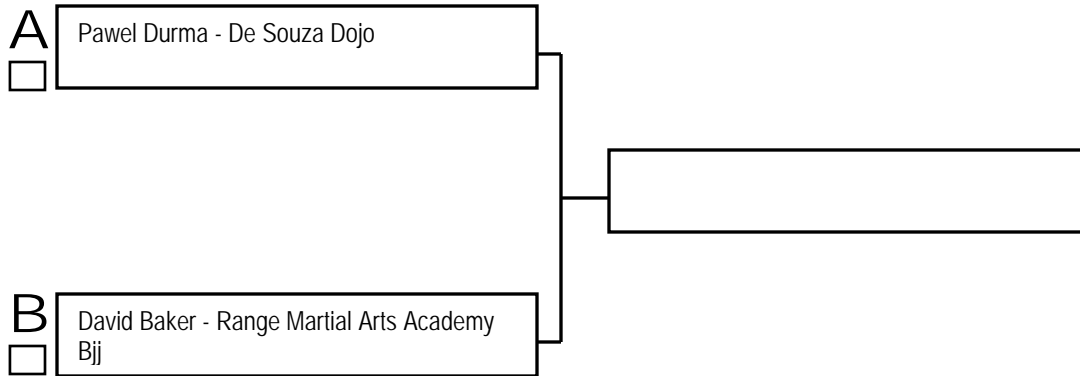 A
Pawel Durma - De Souza Dojo
B
David Baker - Range Martial Arts Academy
Bjj